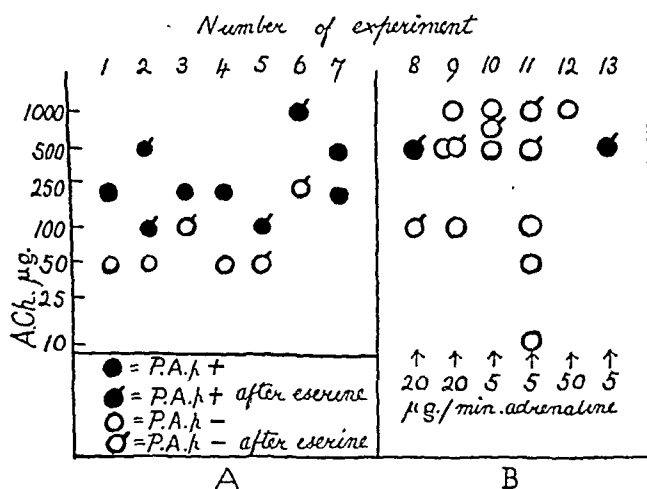 Number of experiment
1 2 3 4 5 6 7 8 9 10 11 12 13
A.Ch. µg.
1000
500
250
100
50
25
10
= P.A.p +
= P.A.p + after eserine
= P.A.p −
= P.A.p − after eserine
20 20 5 5 50 5
µg./min. adrenaline
A B